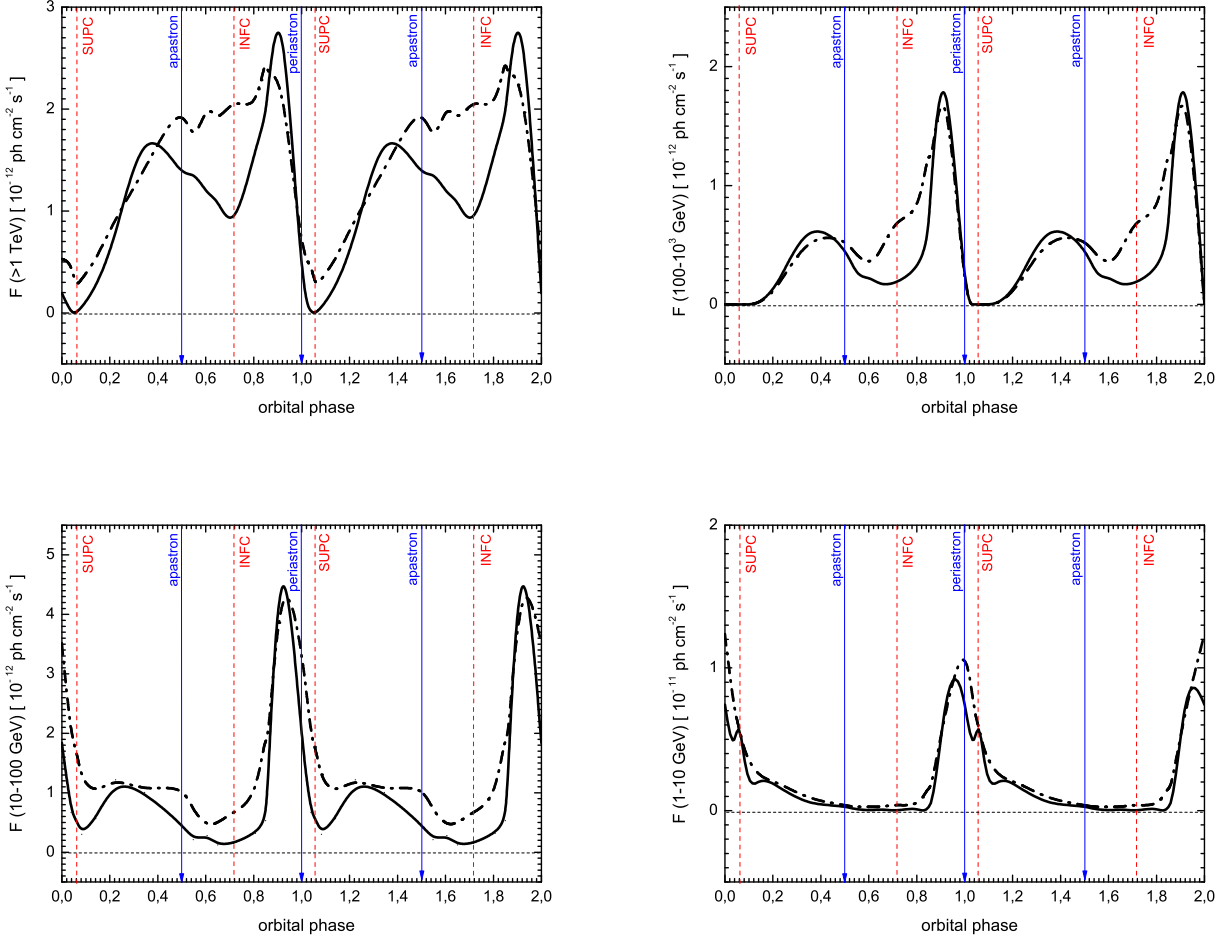 SUPC
apastron
INFC
periastron
SUPC
apastron
INFC
F (>1 TeV) [ 10⁻¹² ph cm⁻² s⁻¹ ]
3
2
1
0
0,0 0,2 0,4 0,6 0,8 1,0 1,2 1,4 1,6 1,8 2,0
orbital phase
SUPC
apastron
INFC
periastron
SUPC
apastron
INFC
F (100-10³ GeV) [ 10⁻¹² ph cm⁻² s⁻¹ ]
2
1
0
0,0 0,2 0,4 0,6 0,8 1,0 1,2 1,4 1,6 1,8 2,0
orbital phase
SUPC
apastron
INFC
periastron
SUPC
apastron
INFC
F (10-100 GeV) [ 10⁻¹² ph cm⁻² s⁻¹ ]
5
4
3
2
1
0
0,0 0,2 0,4 0,6 0,8 1,0 1,2 1,4 1,6 1,8 2,0
orbital phase
SUPC
apastron
INFC
periastron
SUPC
apastron
INFC
F (1-10 GeV) [ 10⁻¹¹ ph cm⁻² s⁻¹ ]
2
1
0
0,0 0,2 0,4 0,6 0,8 1,0 1,2 1,4 1,6 1,8 2,0
orbital phase